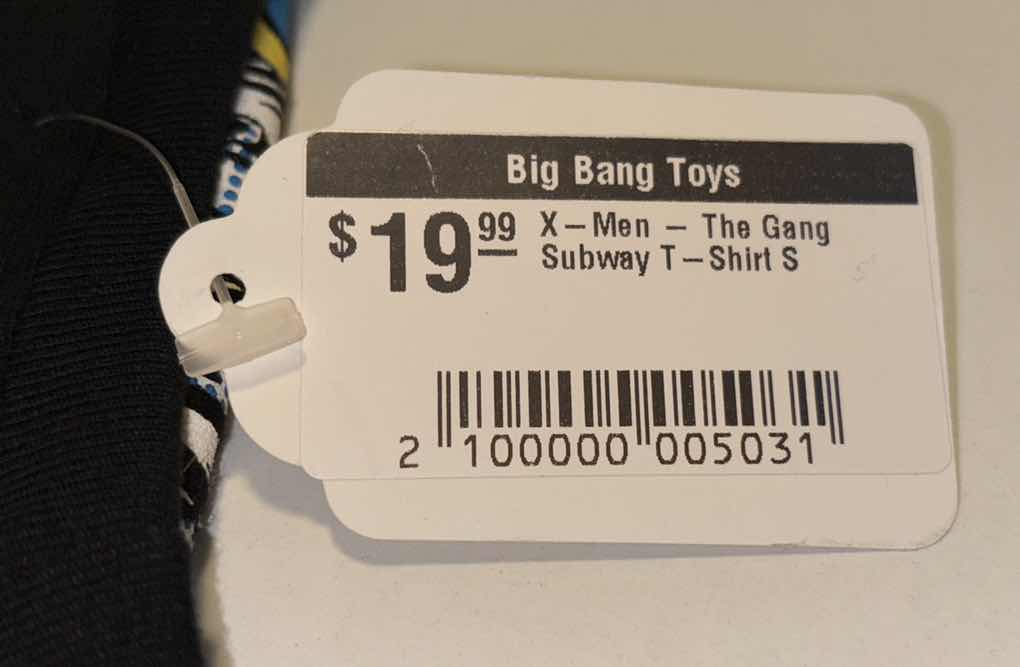 Big Bang Toys
$19.99 X-Men - The Gang
Subway T-Shirt S
2 100000 005031